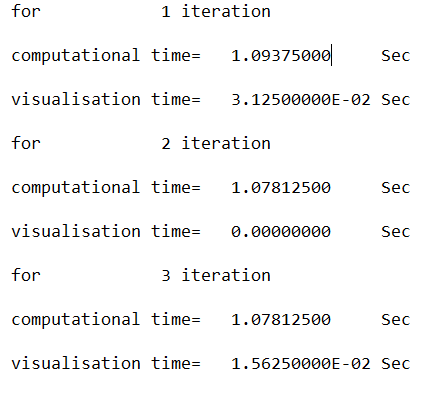 for 1 iteration
computational time= 1.09375000 Sec
visualisation time= 3.12500000E-02 Sec
for 2 iteration
computational time= 1.07812500 Sec
visualisation time= 0.00000000 Sec
for 3 iteration
computational time= 1.07812500 Sec
visualisation time= 1.56250000E-02 Sec